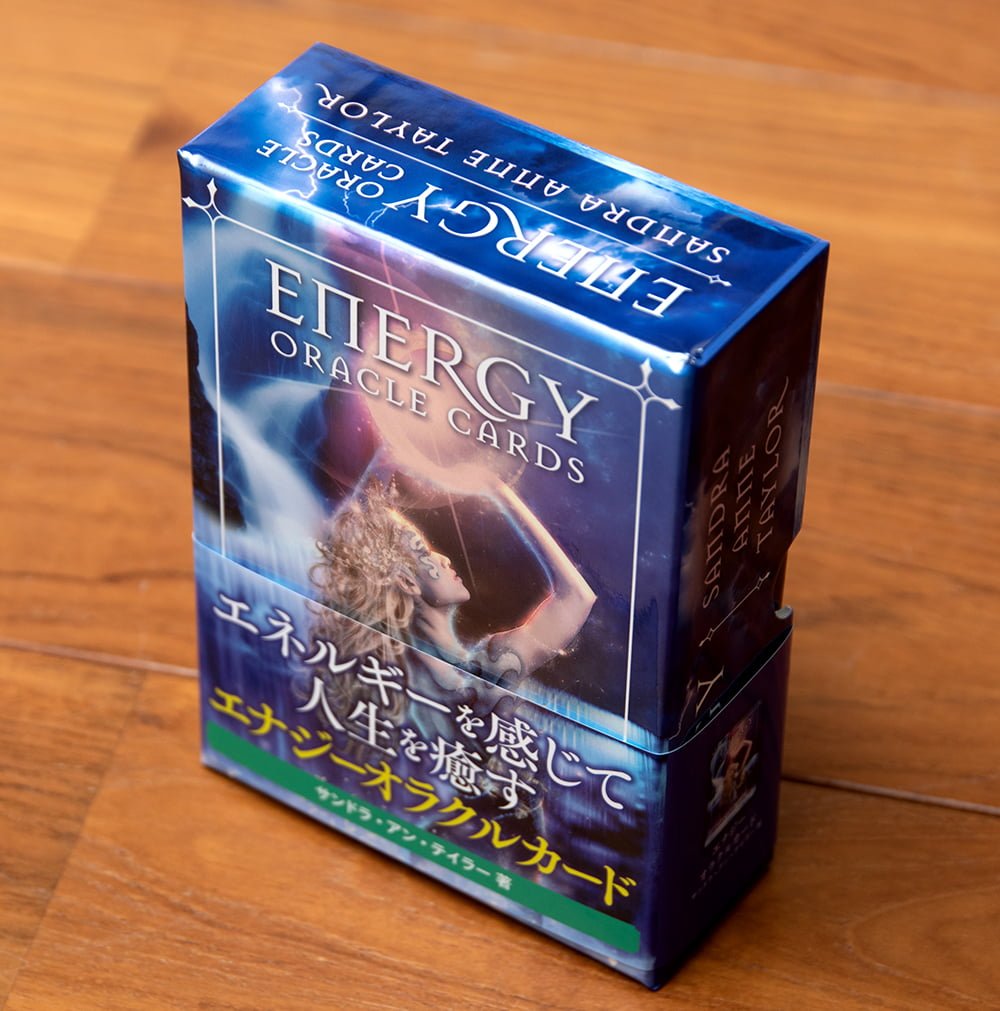 SANDRA ANNE TAYLOR
ENERGY
ORACLE
CARDS
ENERGY
ORACLE CARDS
エネルギーを感じて
人生を癒す
エナジーオラクルカード
サンドラ・アン・テイラー 著
SANDRA
ANNE
TAYLOR